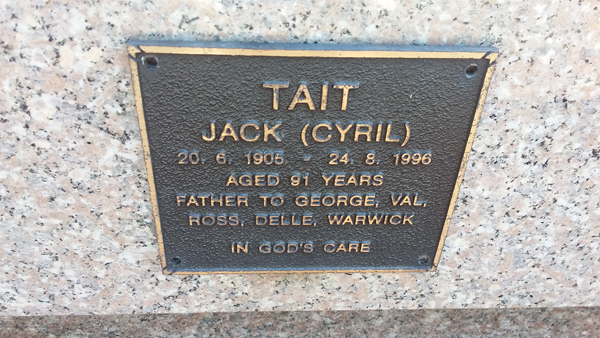 TAIT
JACK (CYRIL)
20. 6. 1905 * 24. 8. 1996
AGED 91 YEARS
FATHER TO GEORGE, VAL,
ROSS, DELLE, WARWICK
IN GOD'S CARE